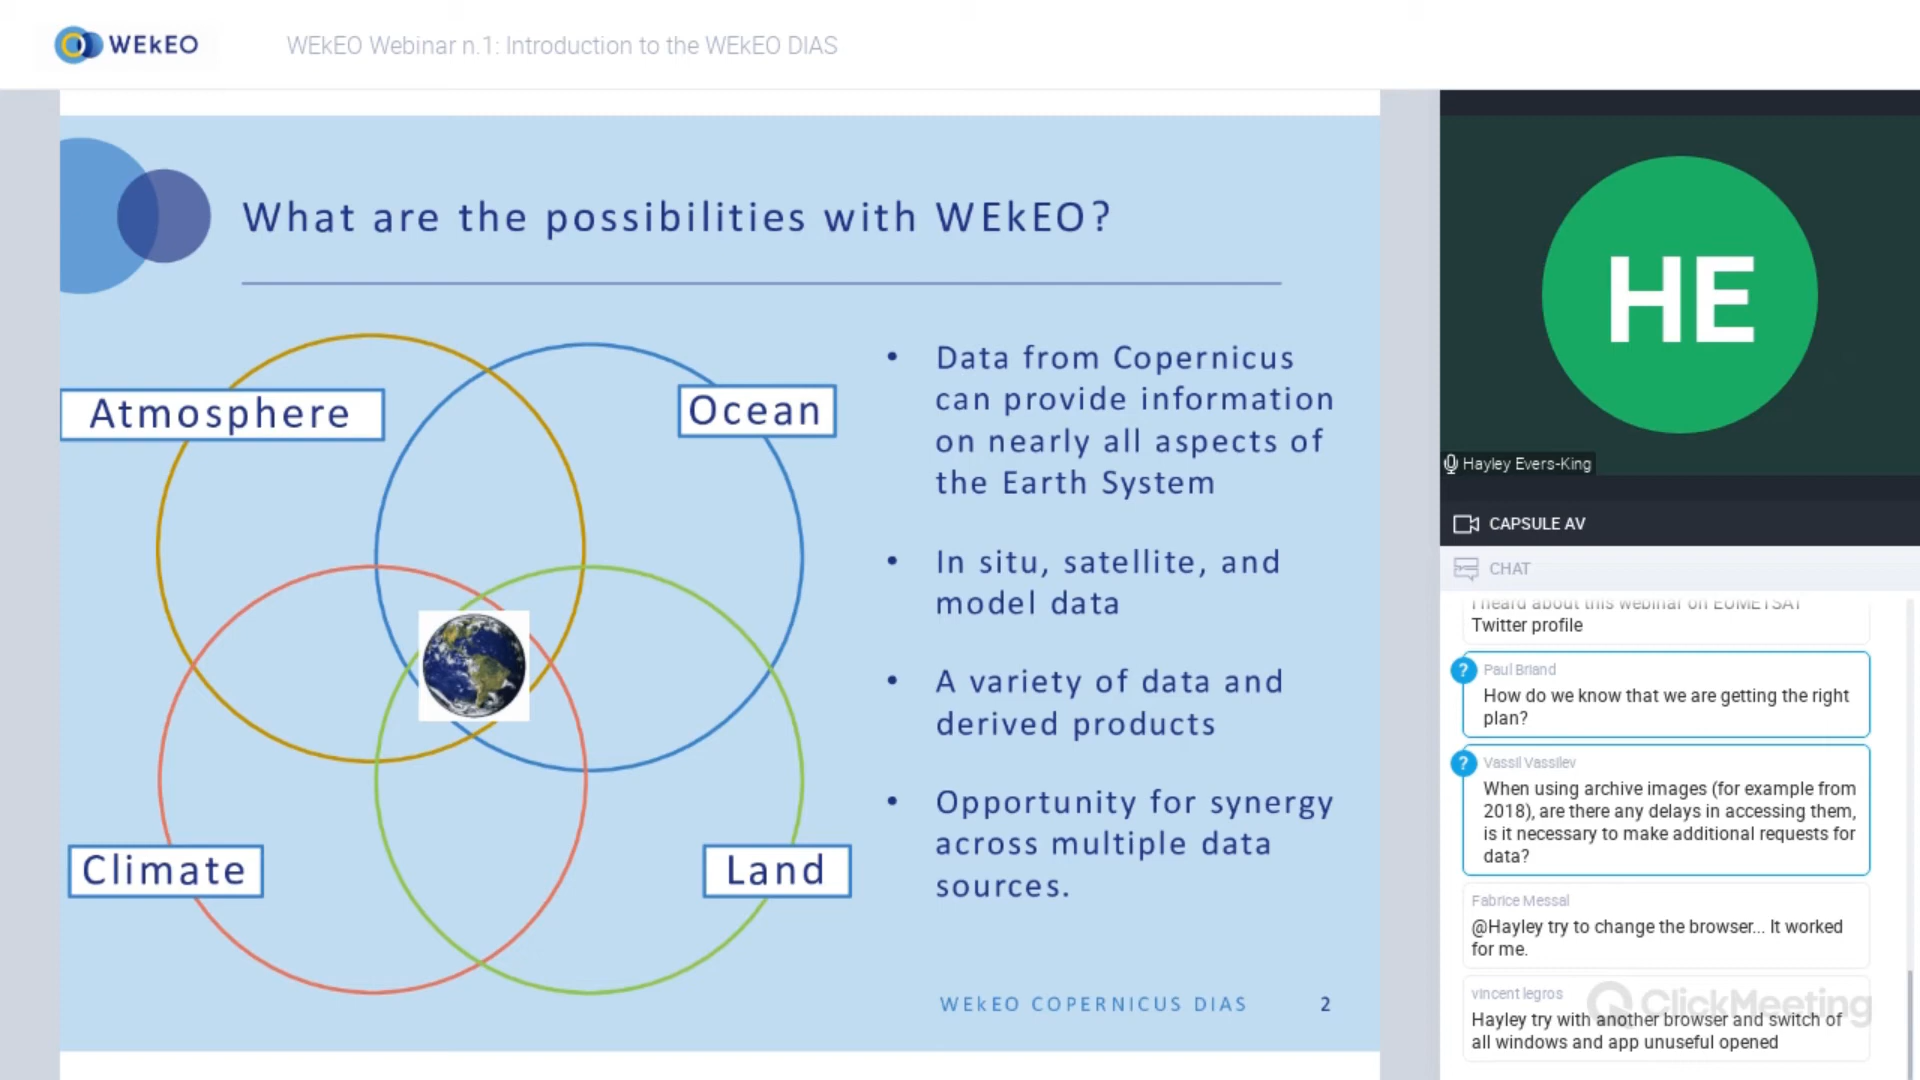 WEkEO
WEkEO Webinar n.1: Introduction to the WEkEO DIAS
What are the possibilities with WEkEO?
Atmosphere
Ocean
Climate
Land
• Data from Copernicus
can provide information
on nearly all aspects of
the Earth System
• In situ, satellite, and
model data
• A variety of data and
derived products
• Opportunity for synergy
across multiple data
sources.
WEkEO COPERNICUS DIAS 2
HE
Hayley Evers-King
CAPSULE AV
CHAT
I heard about this webinar on EUMETSAT
Twitter profile
?
Paul Briand
How do we know that we are getting the right
plan?
?
Vassil Vassilev
When using archive images (for example from
2018), are there any delays in accessing them,
is it necessary to make additional requests for
data?
Fabrice Messal
@Hayley try to change the browser... It worked
for me.
vincent legros
Hayley try with another browser and switch of
all windows and app unuseful opened
ClickMeeting